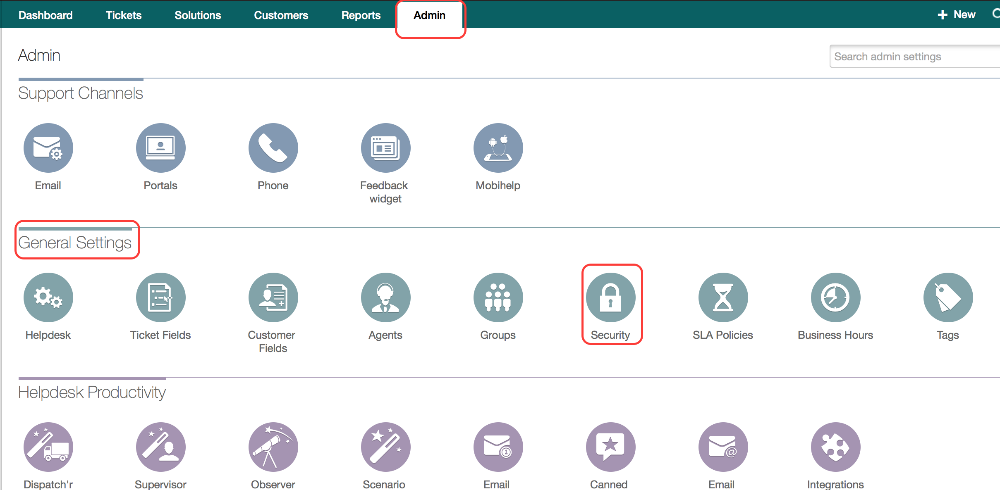 Dashboard Tickets Solutions Customers Reports Admin New
Admin
Search admin settings
Support Channels
Email Portals Phone Feedback widget Mobihelp
General Settings
Helpdesk Ticket Fields Customer Fields Agents Groups Security SLA Policies Business Hours Tags
Helpdesk Productivity
Dispatch'r Supervisor Observer Scenario Email Canned Email Integrations